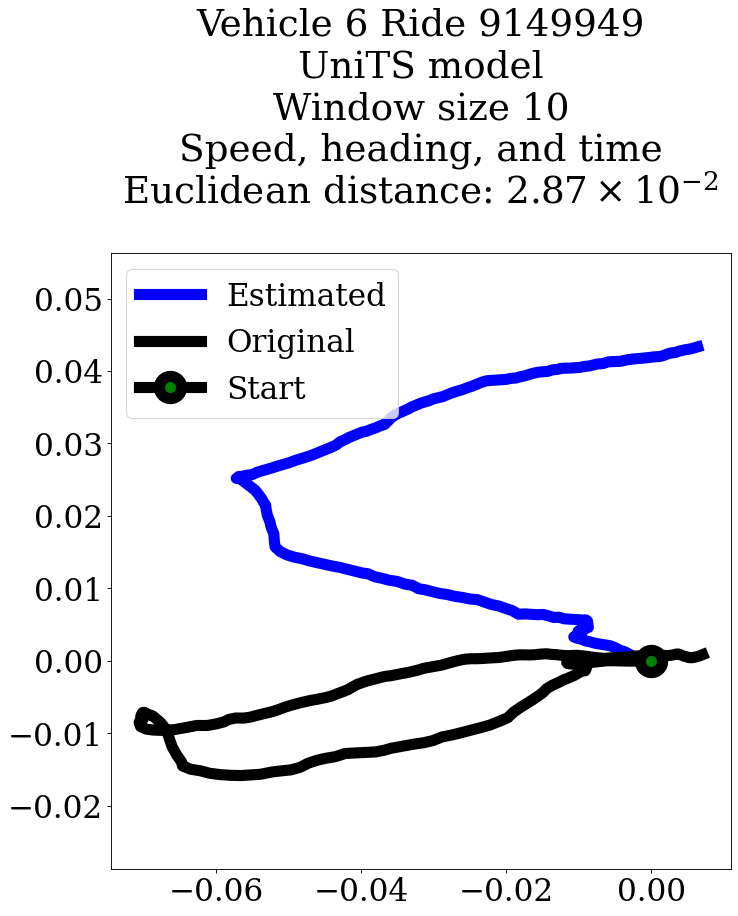 Vehicle 6 Ride 9149949
UniTS model
Window size 10
Speed, heading, and time
Euclidean distance: 2.87 × 10⁻²
Estimated
Original
Start
0.05
0.04
0.03
0.02
0.01
0.00
−0.01
−0.02
−0.06
−0.04
−0.02
0.00